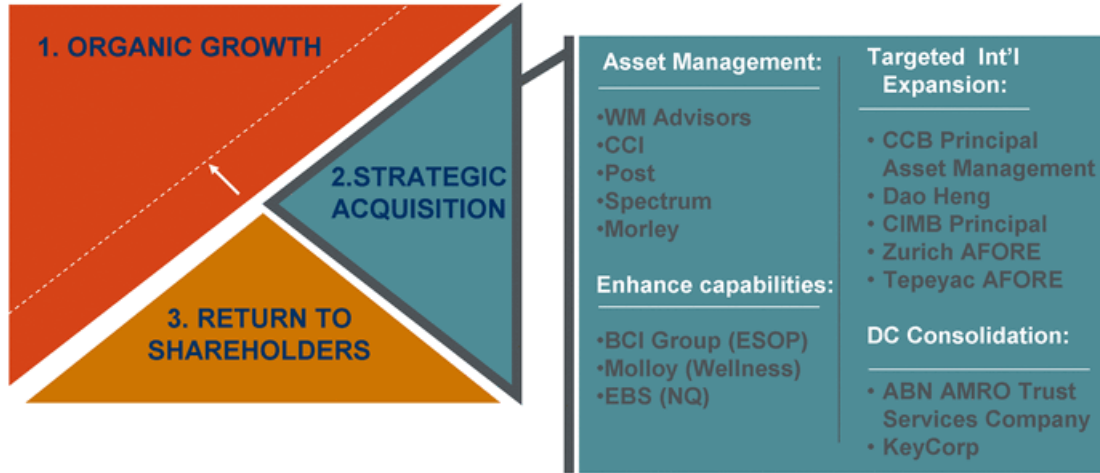 1. ORGANIC GROWTH
2.STRATEGIC
ACQUISITION
3. RETURN TO
SHAREHOLDERS
Asset Management:
•WM Advisors
•CCI
•Post
•Spectrum
•Morley
Enhance capabilities:
•BCI Group (ESOP)
•Molloy (Wellness)
•EBS (NQ)
Targeted Int'l
Expansion:
• CCB Principal
Asset Management
• Dao Heng
• CIMB Principal
• Zurich AFORE
• Tepeyac AFORE
DC Consolidation:
• ABN AMRO Trust
Services Company
• KeyCorp